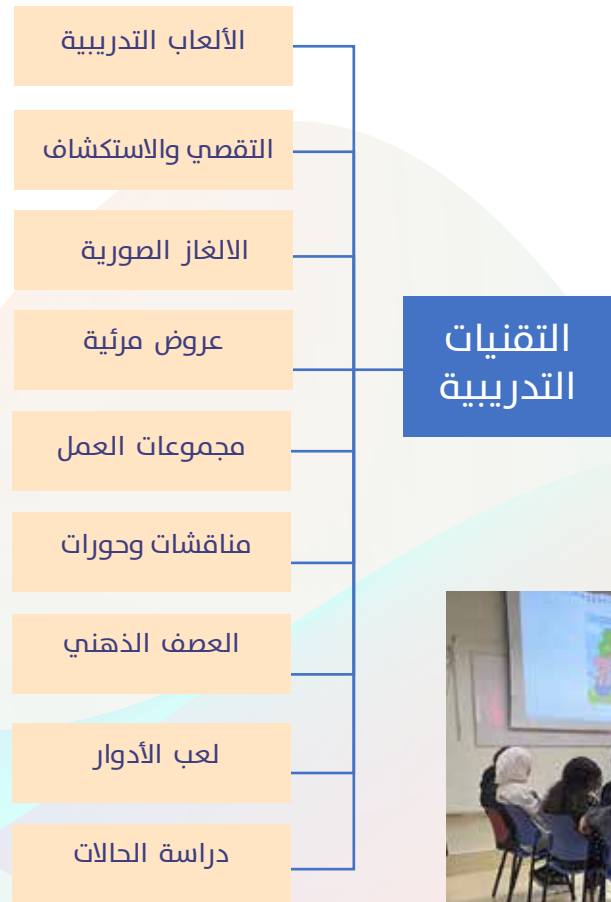 التقنيات
التدريبية
الألعاب التدريبية
التقصي والاستكشاف
الالغاز الصورية
عروض مرئية
مجموعات العمل
مناقشات وحورات
العصف الذهني
لعب الأدوار
دراسة الحالات